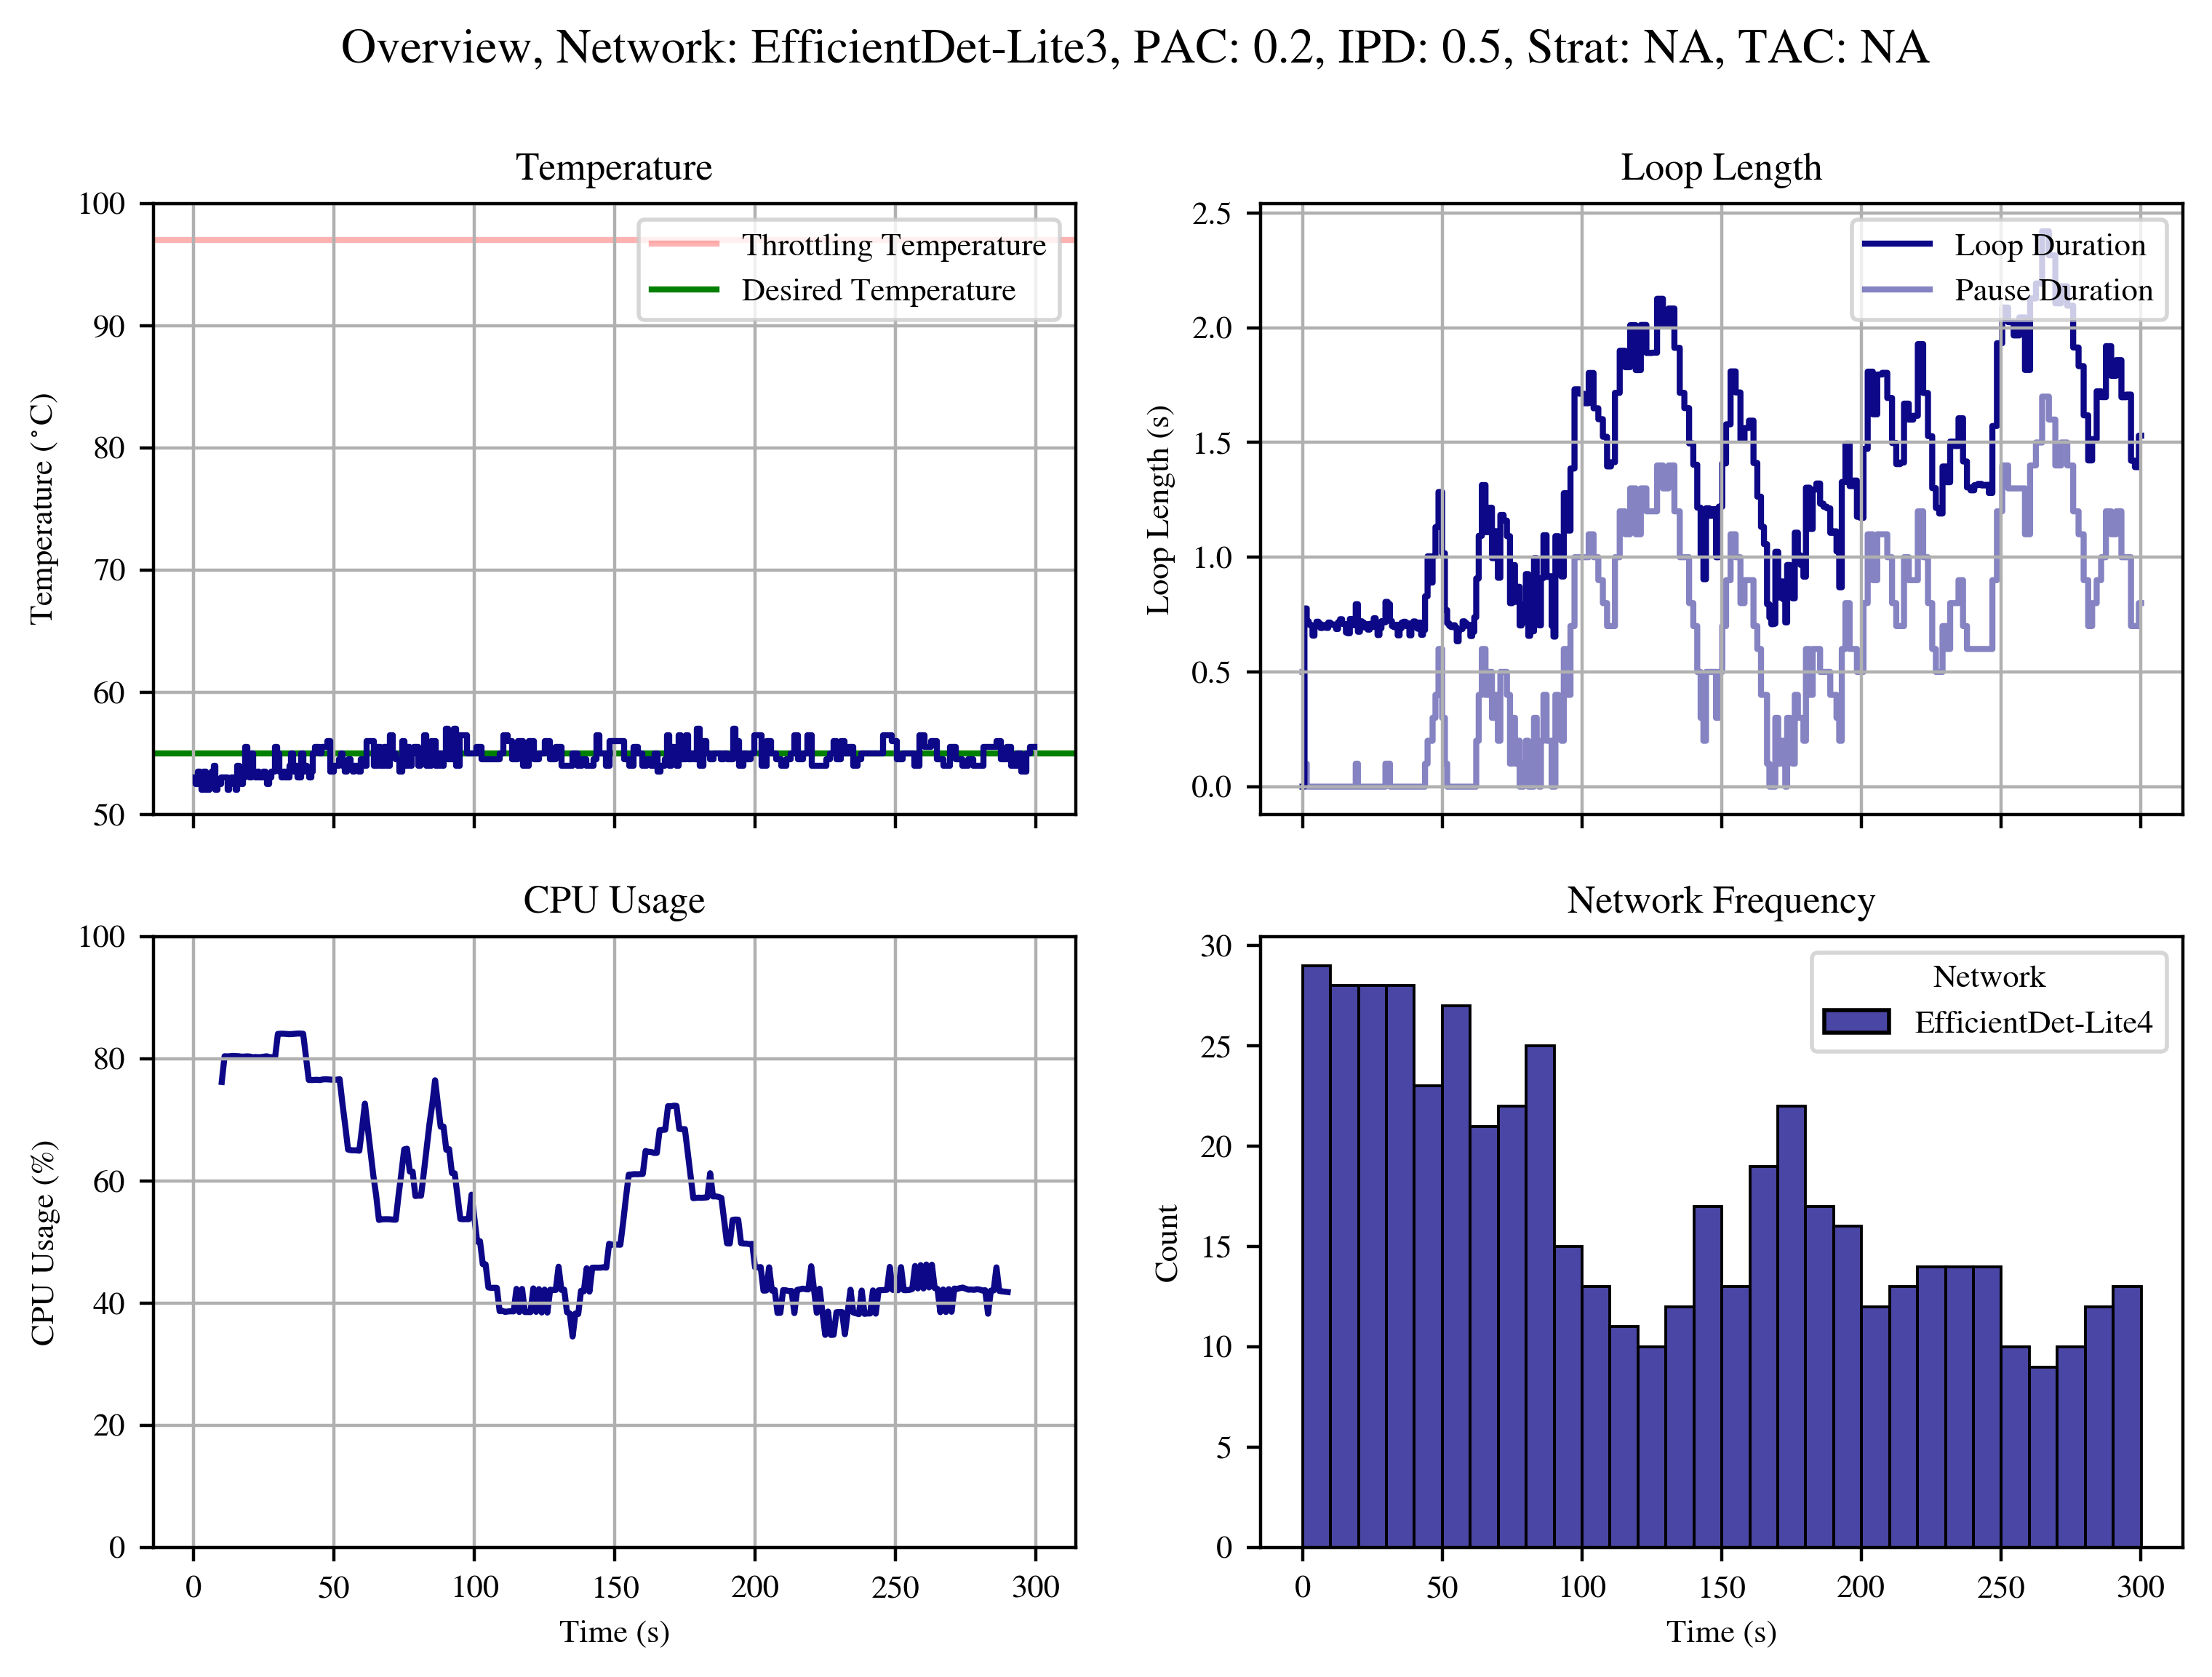 Overview, Network: EfficientDet-Lite3, PAC: 0.2, IPD: 0.5, Strat: NA, TAC: NA
Temperature
100
90
80
70
60
50
Temperature (°C)
Throttling Temperature
Desired Temperature
Loop Length
2.5
2.0
1.5
1.0
0.5
0.0
Loop Length (s)
Loop Duration
Pause Duration
CPU Usage
100
80
60
40
20
0
CPU Usage (%)
0 50 100 150 200 250 300
Time (s)
Network Frequency
30
25
20
15
10
5
0
Count
Network
EfficientDet-Lite4
0 50 100 150 200 250 300
Time (s)